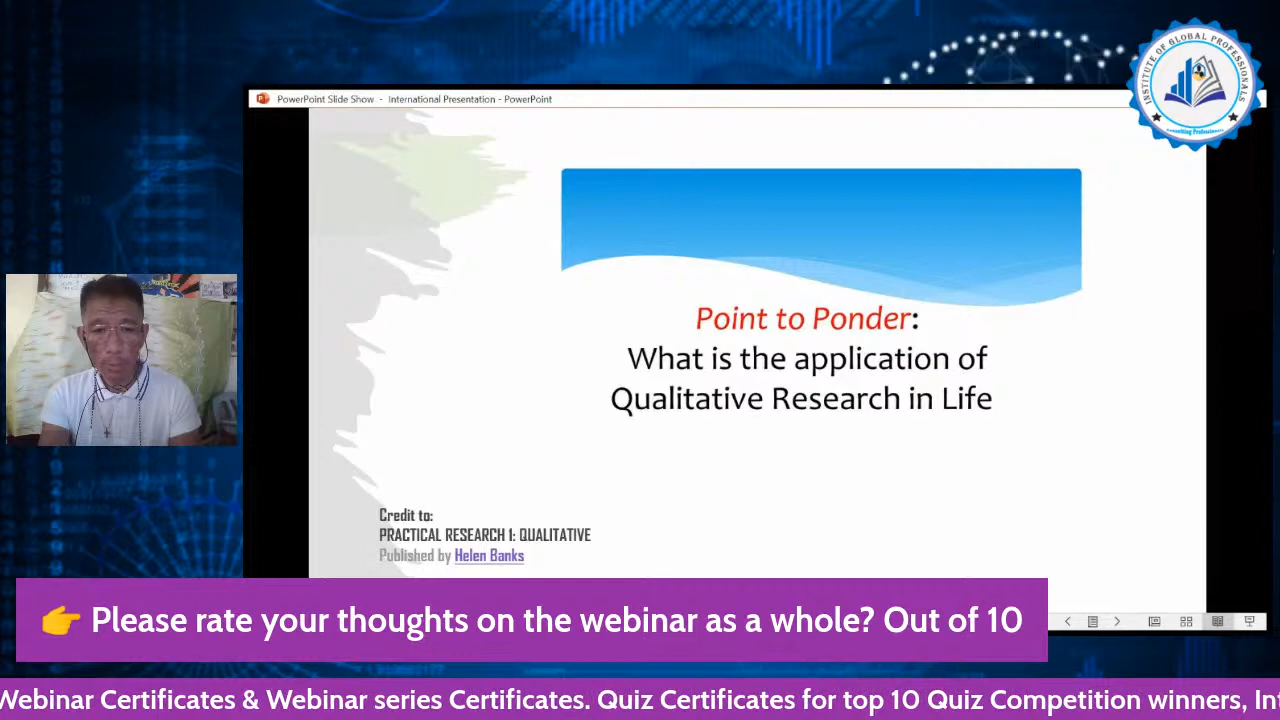 INSTITUTE OF GLOBAL PROFESSIONALS
Consulting Professionals
PowerPoint Slide Show - International Presentation - PowerPoint
Point to Ponder:
What is the application of
Qualitative Research in Life
Credit to:
PRACTICAL RESEARCH 1: QUALITATIVE
Published by Helen Banks
👉 Please rate your thoughts on the webinar as a whole? Out of 10
Webinar Certificates & Webinar series Certificates. Quiz Certificates for top 10 Quiz Competition winners, In